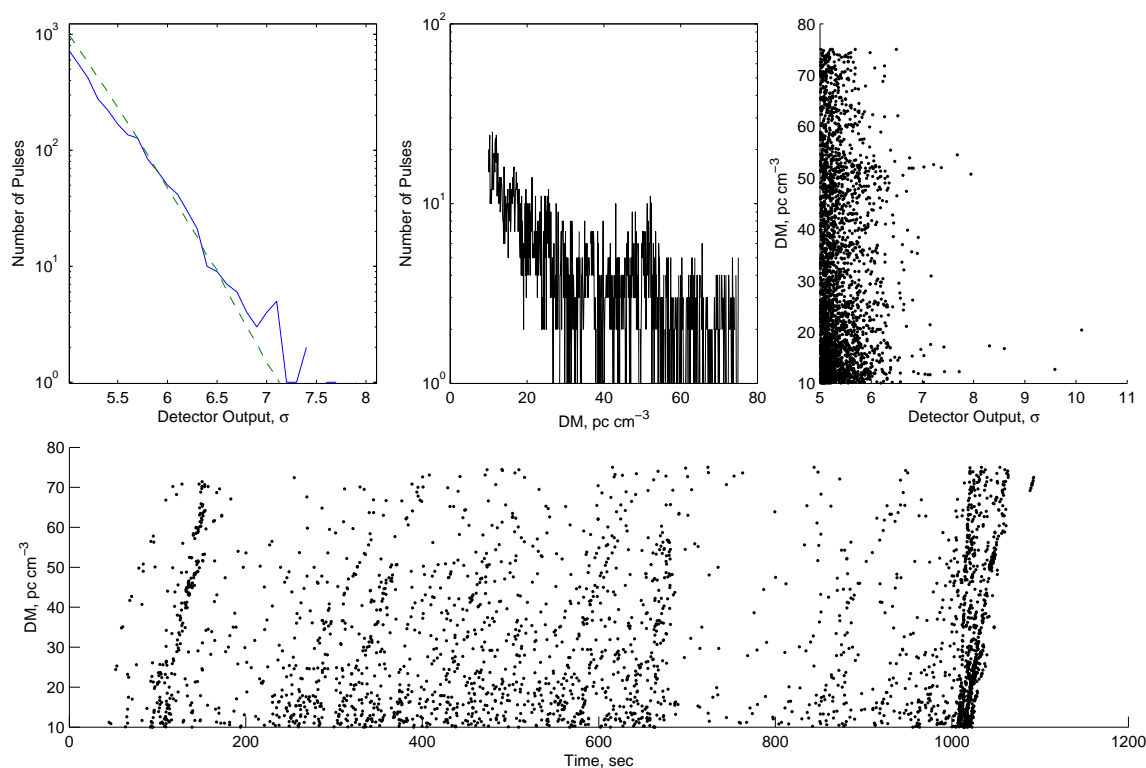 10³
10²
10¹
10⁰
5.5 6 6.5 7 7.5 8
Number of Pulses
Detector Output, σ
10²
10¹
10⁰
0 20 40 60 80
Number of Pulses
DM, pc cm⁻³
80
70
60
50
40
30
20
10
5 6 7 8 9 10 11
DM, pc cm⁻³
Detector Output, σ
80
70
60
50
40
30
20
10
0 200 400 600 800 1000 1200
DM, pc cm⁻³
Time, sec